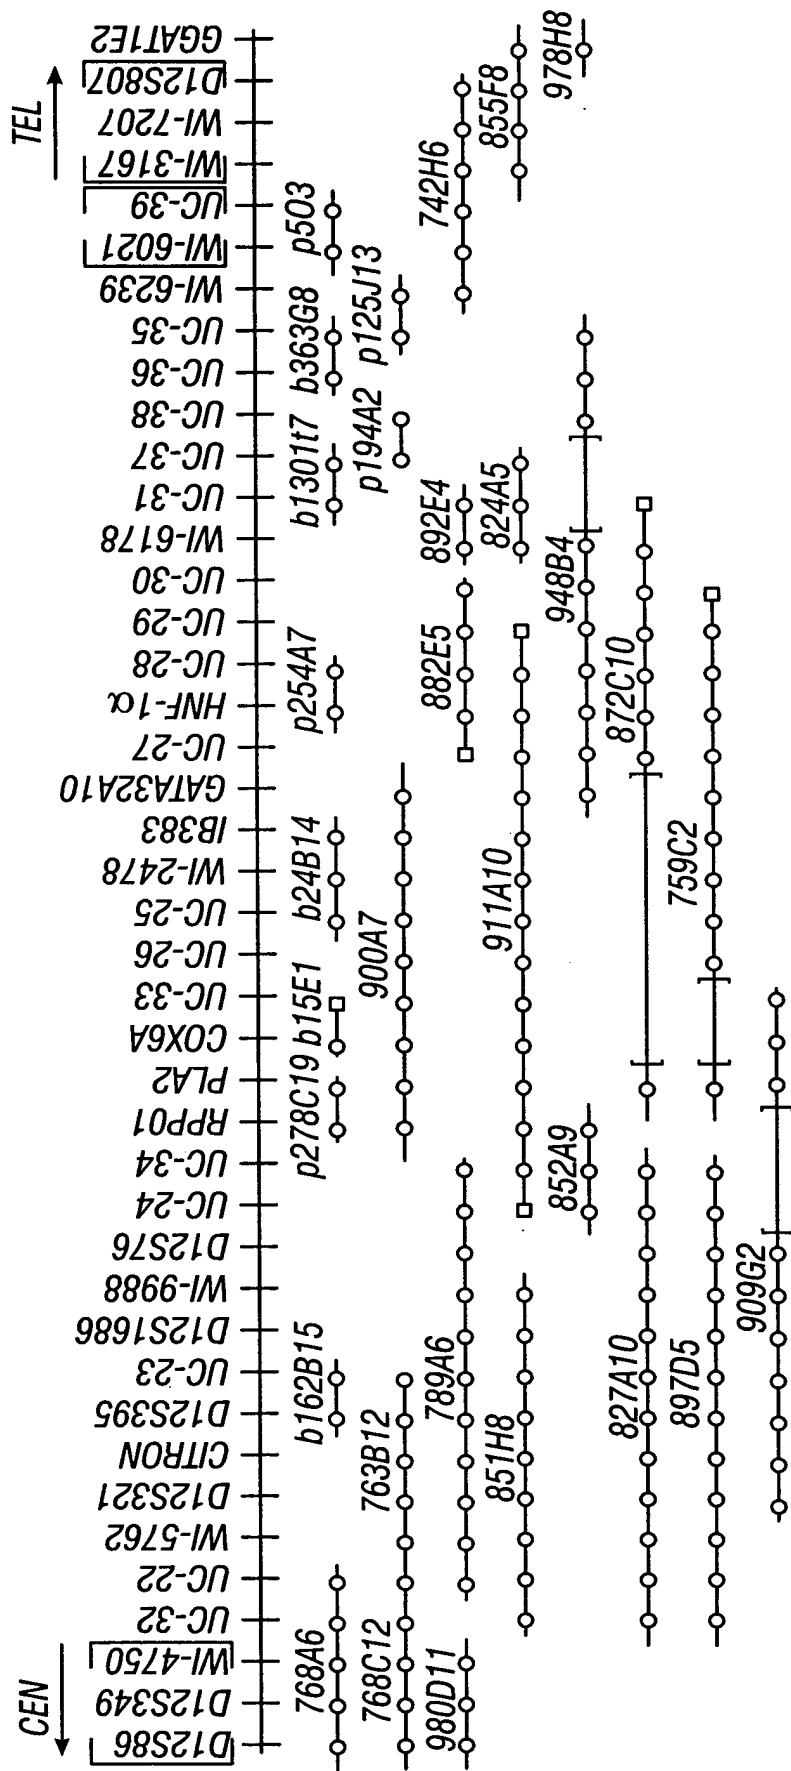 CEN
TEL
D12S86
D12S349
WI-4750
UC-32
UC-22
WI-5762
D12S321
CITRON
D12S395
UC-23
D12S1686
WI-9988
D12S76
UC-24
UC-34
RPP01
PLA2
COX6A
UC-33
UC-26
UC-25
WI-2478
IB383
GATA32A10
UC-27
HNF-1α
UC-28
UC-29
UC-30
WI-6178
UC-31
UC-37
UC-38
UC-36
UC-35
WI-6239
WI-6021
UC-39
WI-3167
WI-7207
D12S807
GGAT1E2
768A6
b162B15
p278C19
b15E1
b24B14
p254A7
b1301t7
b363G8
p503
768C12
763B12
900A7
p194A2
p125J13
980D11
789A6
882E5
892E4
742H6
851H8
911A10
824A5
855F8
852A9
948B4
978H8
827A10
872C10
897D5
759C2
909G2